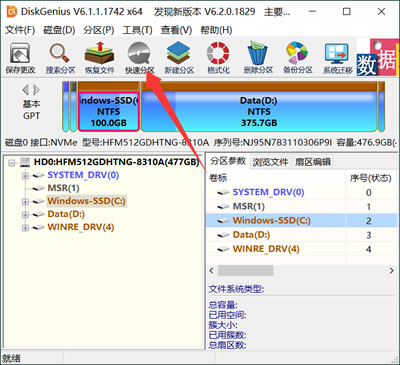 DiskGenius V6.1.1.1742 x64 发现新版本 V6.2.0.1829 主要...
文件(F) 磁盘(D) 分区(P) 工具(T) 查看(V) 帮助(H)
保存更改 搜索分区 恢复文件 快速分区 新建分区 格式化 删除分区 备份分区 系统迁移 数据
基本
GPT
ndows-SSD(C
NTFS
100.0GB
Data(D:)
NTFS
375.7GB
磁盘0 接口:NVMe 型号:HFM512GDHTNG-8310A 序列号:NJ95N783110306P9I 容量:476.9GB(4
HD0:HFM512GDHTNG-8310A(477GB)
SYSTEM_DRV(0)
MSR(1)
Windows-SSD(C:)
Data(D:)
WINRE_DRV(4)
分区参数 浏览文件 扇区编辑
卷标 序号(状态)
SYSTEM_DRV(0) 0
MSR(1) 1
Windows-SSD(C:) 2
Data(D:) 3
WINRE_DRV(4) 4
文件系统类型:
总容量:
已用空间:
簇大小:
已用簇数:
总扇区数:
就绪